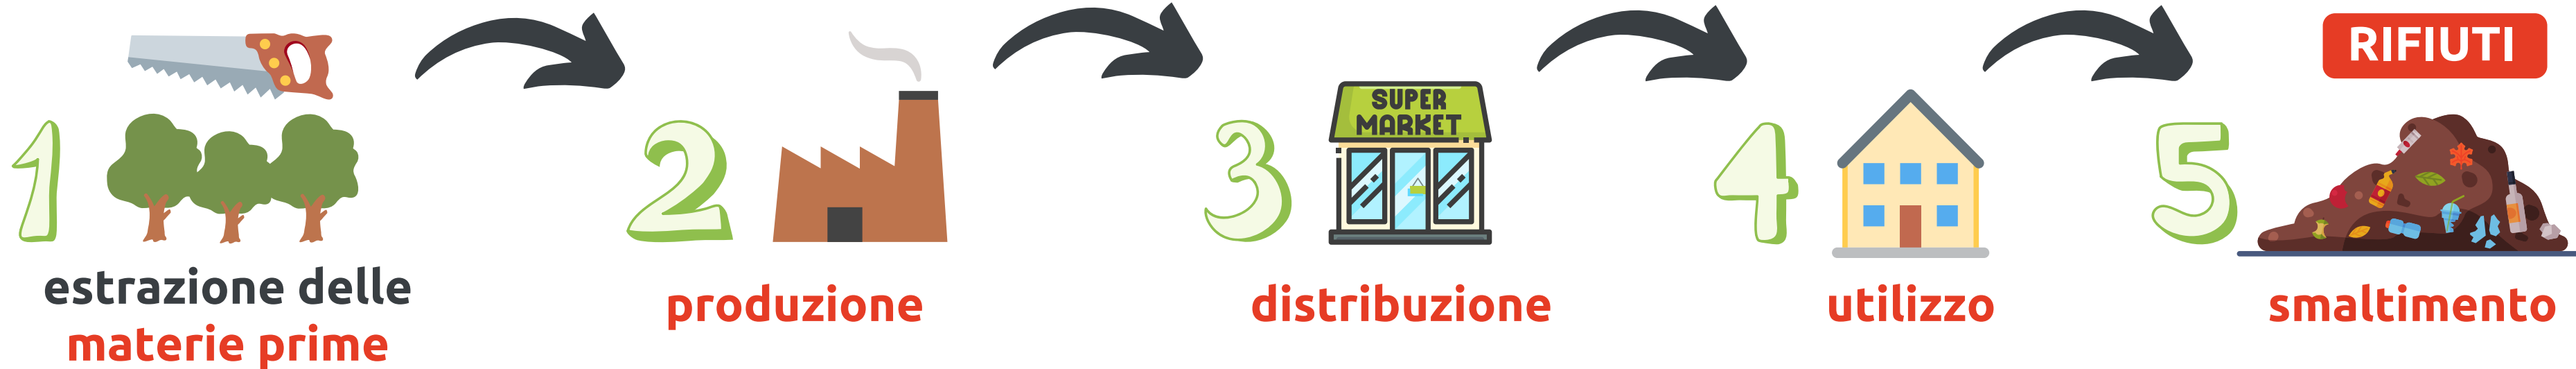 1
estrazione delle
materie prime
2
produzione
3
SUPER
MARKET
distribuzione
4
utilizzo
5
RIFIUTI
smaltimento